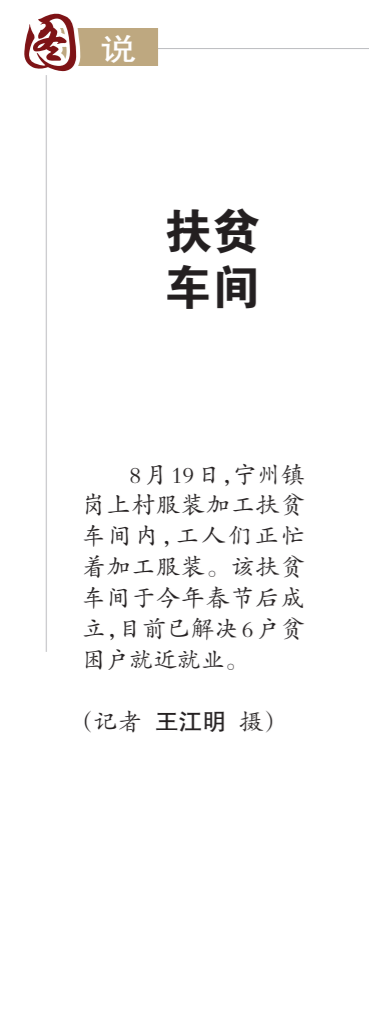 图说
扶贫
车间
8月19日,宁州镇
岗上村服装加工扶贫
车间内,工人们正忙
着加工服装。该扶贫
车间于今年春节后成
立,目前已解决6户贫
困户就近就业。
(记者 王江明 摄)